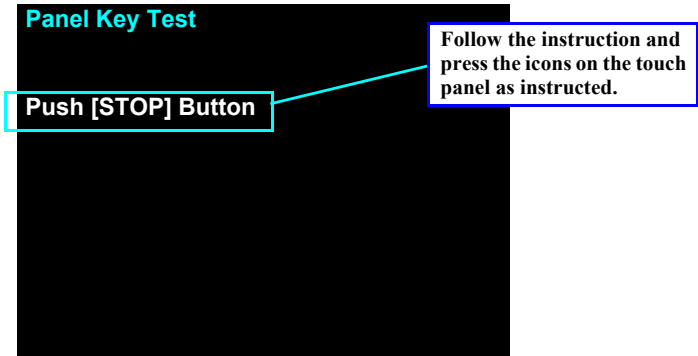 Panel Key Test
Follow the instruction and
press the icons on the touch
panel as instructed.
Push [STOP] Button